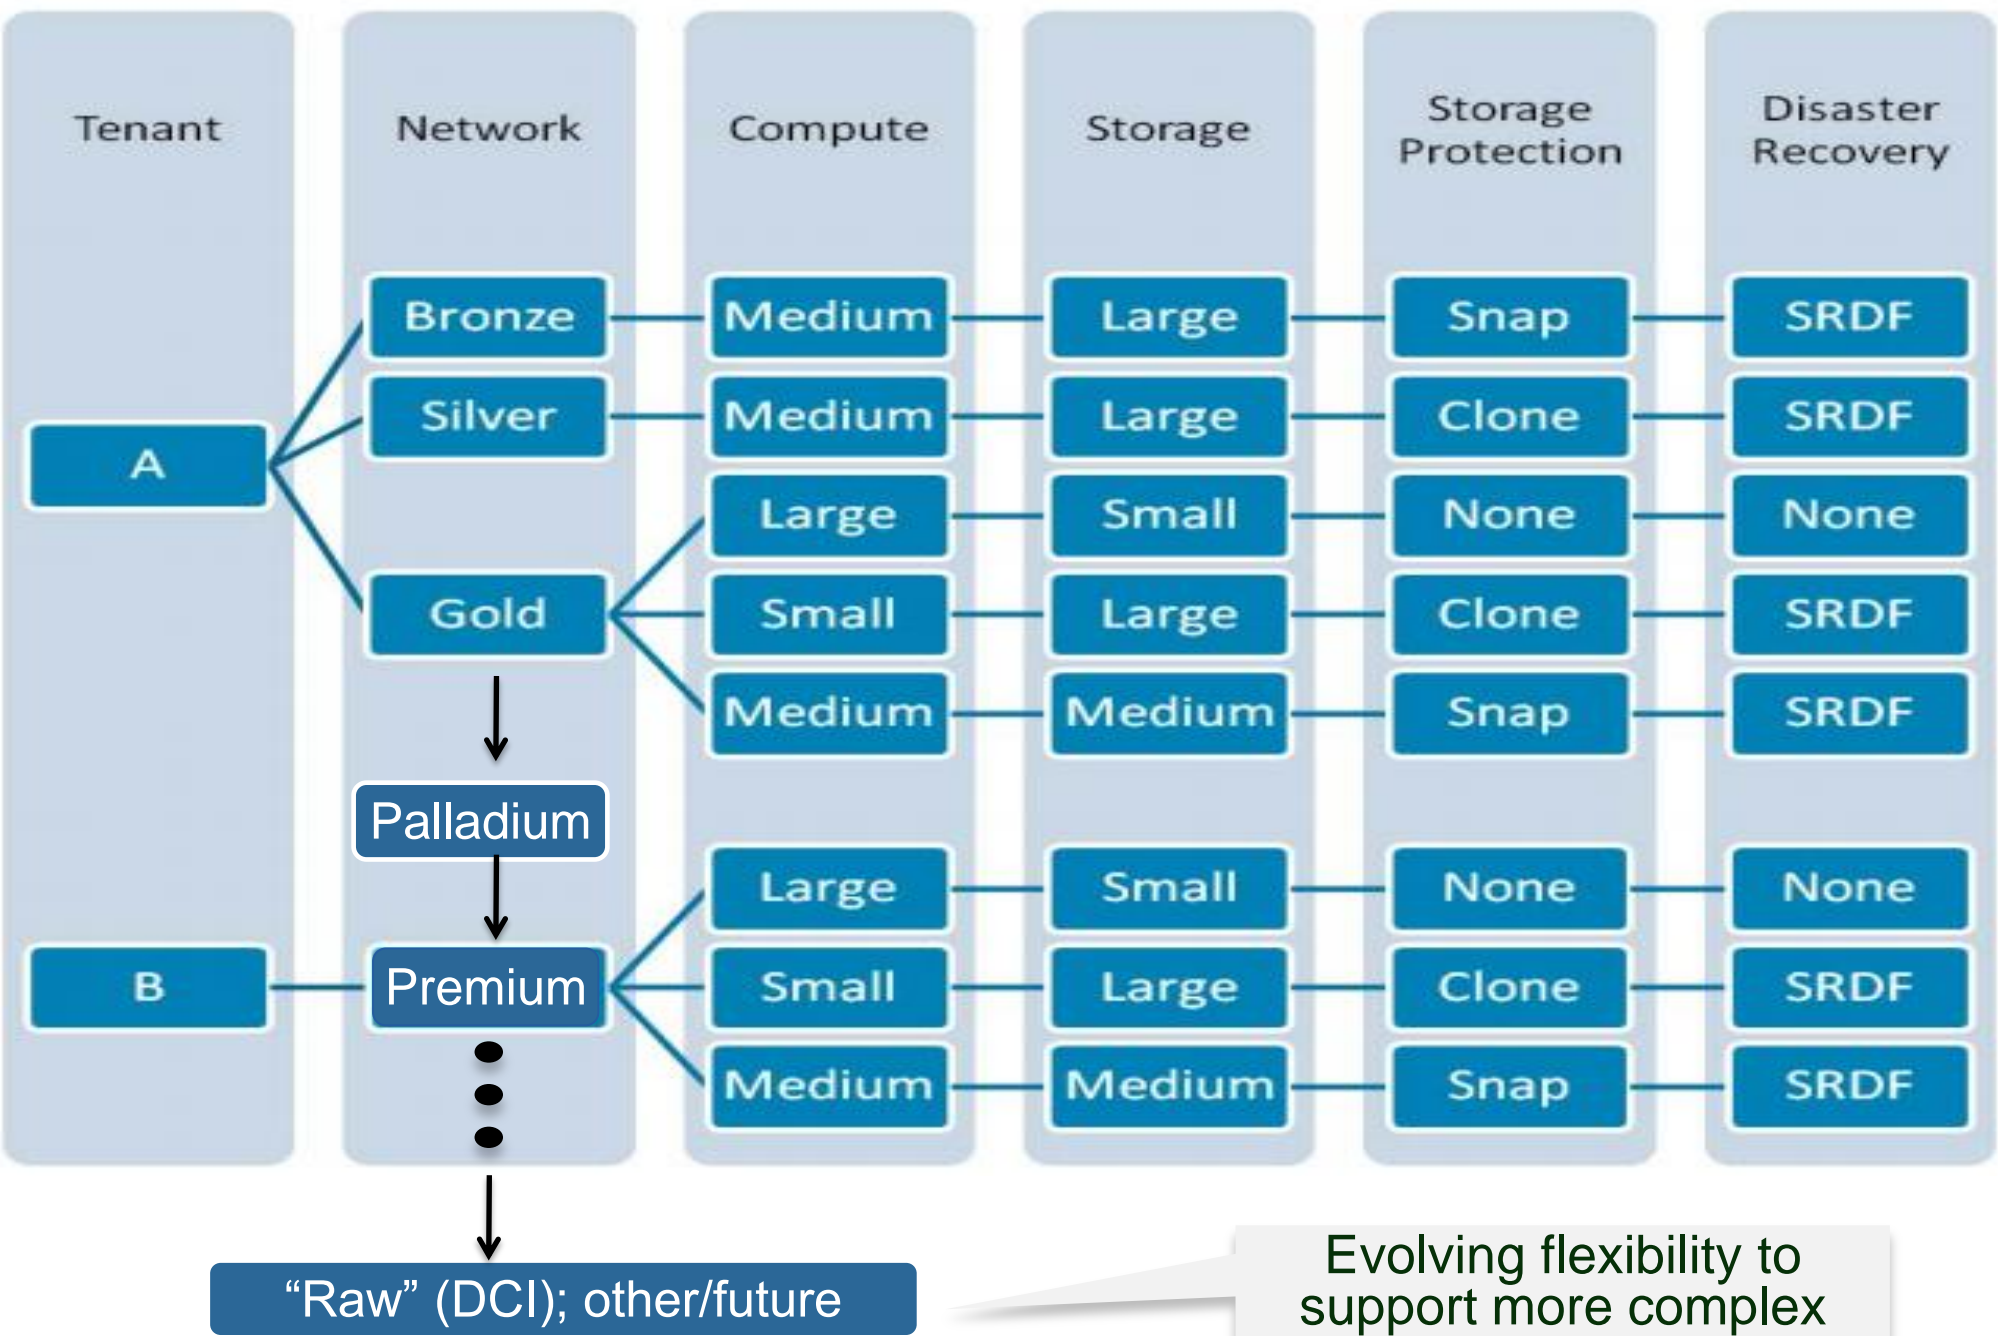 Tenant
Network
Compute
Storage
Storage
Protection
Disaster
Recovery
Bronze
Medium
Large
Snap
SRDF
Silver
Medium
Large
Clone
SRDF
A
Large
Small
None
None
Gold
Small
Large
Clone
SRDF
Medium
Medium
Snap
SRDF
Palladium
Large
Small
None
None
B
Premium
Small
Large
Clone
SRDF
Medium
Medium
Snap
SRDF
“Raw” (DCI); other/future
Evolving flexibility to
support more complex